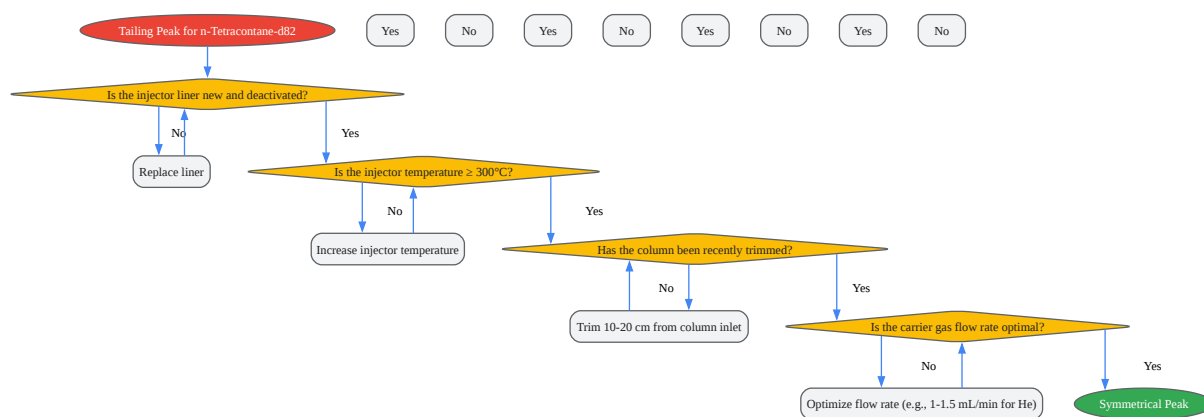 Tailing Peak for n-Tetracontane-d82
Yes
No
Yes
No
Yes
No
Yes
No
Is the injector liner new and deactivated?
No
Yes
Replace liner
Is the injector temperature ≥ 300°C?
No
Yes
Increase injector temperature
Has the column been recently trimmed?
No
Yes
Trim 10-20 cm from column inlet
Is the carrier gas flow rate optimal?
No
Yes
Optimize flow rate (e.g., 1-1.5 mL/min for He)
Symmetrical Peak